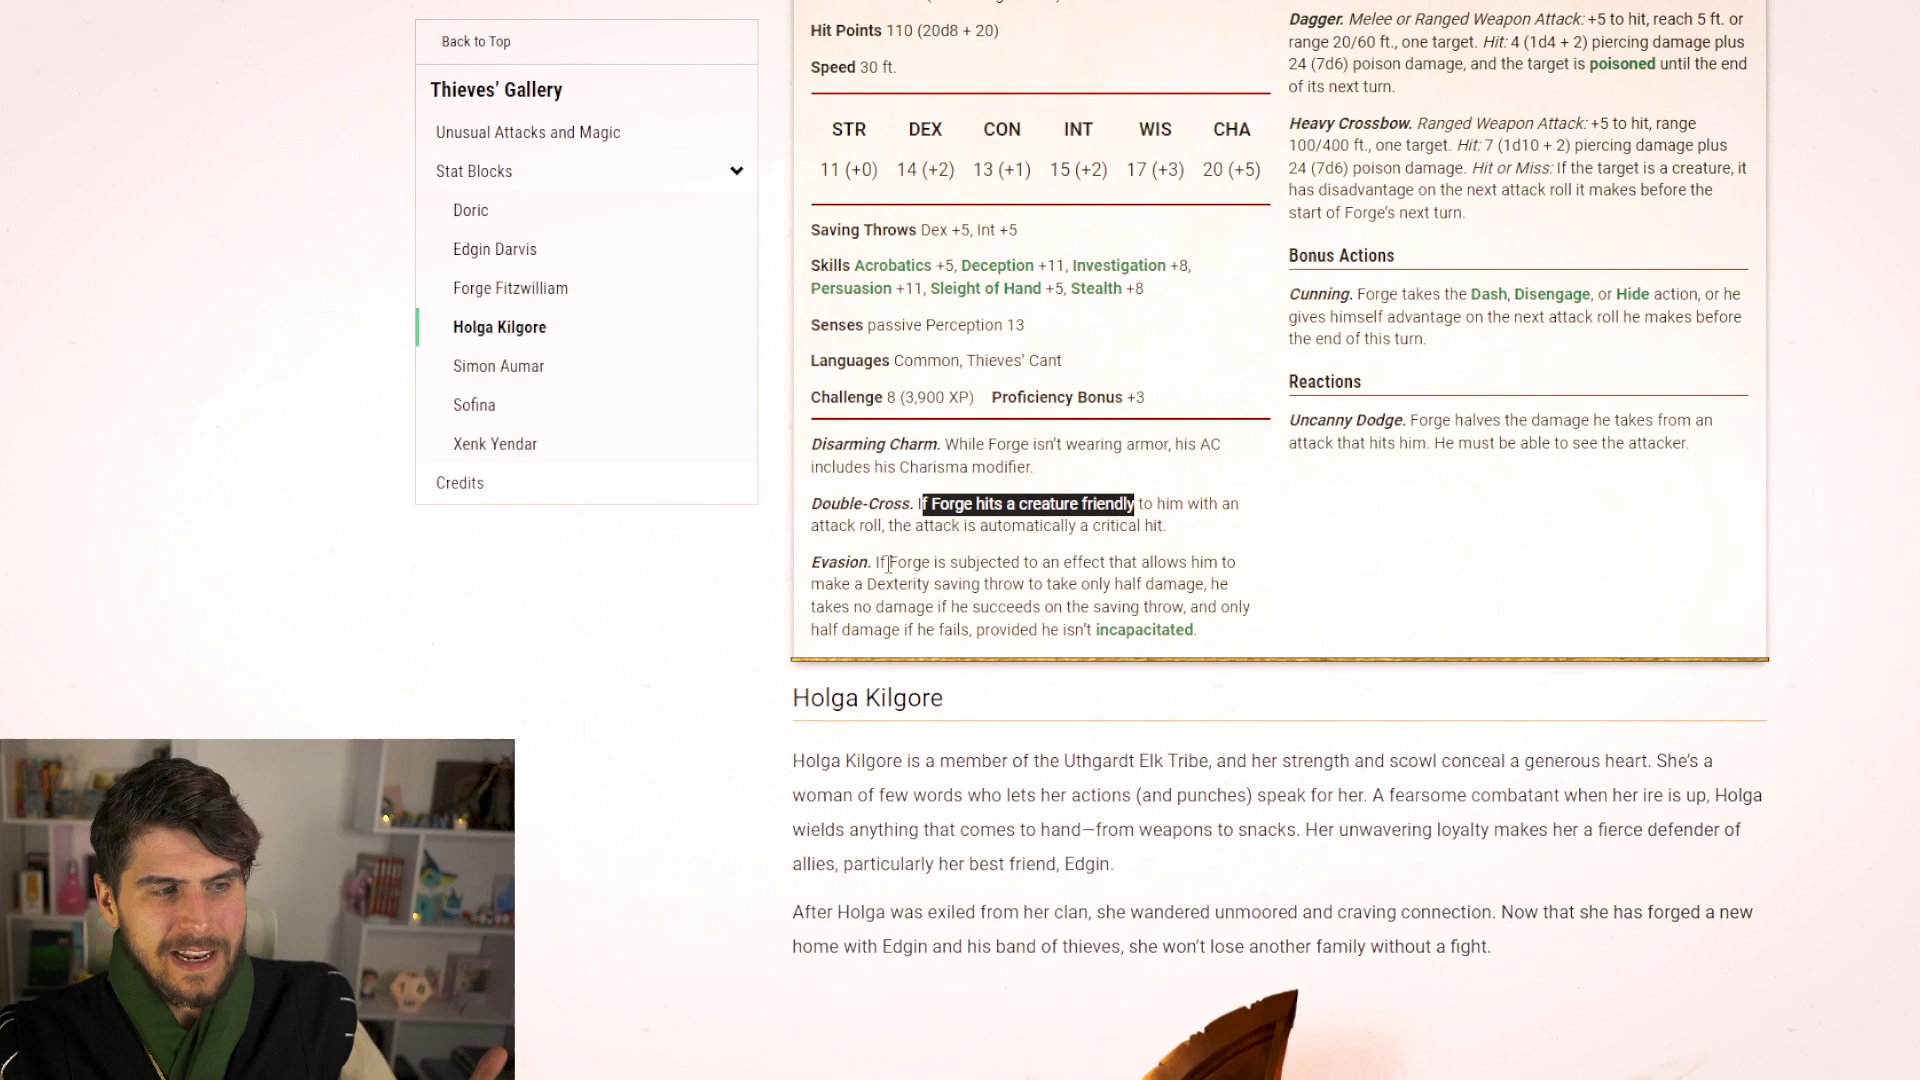 Back to Top
Thieves’ Gallery
Unusual Attacks and Magic
Stat Blocks
Doric
Edgin Darvis
Forge Fitzwilliam
Holga Kilgore
Simon Aumar
Sofina
Xenk Yendar
Credits
Hit Points 110 (20d8 + 20)
Speed 30 ft.
STR DEX CON INT WIS CHA
11 (+0) 14 (+2) 13 (+1) 15 (+2) 17 (+3) 20 (+5)
Saving Throws Dex +5, Int +5
Skills Acrobatics +5, Deception +11, Investigation +8,
Persuasion +11, Sleight of Hand +5, Stealth +8
Senses passive Perception 13
Languages Common, Thieves’ Cant
Challenge 8 (3,900 XP) Proficiency Bonus +3
Disarming Charm. While Forge isn’t wearing armor, his AC
includes his Charisma modifier.
Double-Cross. If Forge hits a creature friendly to him with an
attack roll, the attack is automatically a critical hit.
Evasion. If Forge is subjected to an effect that allows him to
make a Dexterity saving throw to take only half damage, he
takes no damage if he succeeds on the saving throw, and only
half damage if he fails, provided he isn’t incapacitated.
Dagger. Melee or Ranged Weapon Attack: +5 to hit, reach 5 ft. or
range 20/60 ft., one target. Hit: 4 (1d4 + 2) piercing damage plus
24 (7d6) poison damage, and the target is poisoned until the end
of its next turn.
Heavy Crossbow. Ranged Weapon Attack: +5 to hit, range
100/400 ft., one target. Hit: 7 (1d10 + 2) piercing damage plus
24 (7d6) poison damage. Hit or Miss: If the target is a creature, it
has disadvantage on the next attack roll it makes before the
start of Forge’s next turn.
Bonus Actions
Cunning. Forge takes the Dash, Disengage, or Hide action, or he
gives himself advantage on the next attack roll he makes before
the end of this turn.
Reactions
Uncanny Dodge. Forge halves the damage he takes from an
attack that hits him. He must be able to see the attacker.
Holga Kilgore
Holga Kilgore is a member of the Uthgardt Elk Tribe, and her strength and scowl conceal a generous heart. She’s a
woman of few words who lets her actions (and punches) speak for her. A fearsome combatant when her ire is up, Holga
wields anything that comes to hand—from weapons to snacks. Her unwavering loyalty makes her a fierce defender of
allies, particularly her best friend, Edgin.
After Holga was exiled from her clan, she wandered unmoored and craving connection. Now that she has forged a new
home with Edgin and his band of thieves, she won’t lose another family without a fight.